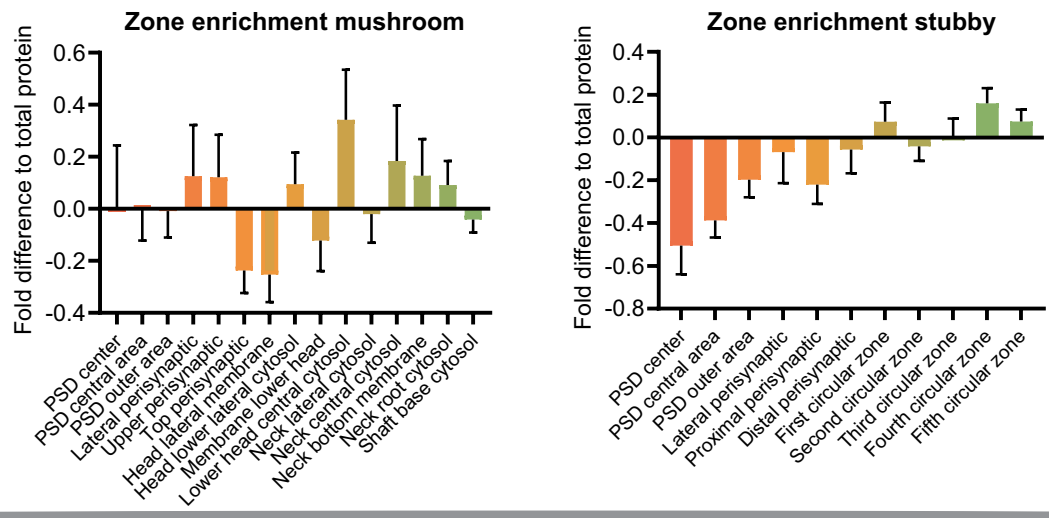 Zone enrichment mushroom
Fold difference to total protein
0.6
0.4
0.2
0.0
-0.2
-0.4
PSD center
PSD central area
PSD outer area
Lateral perisynaptic
Upper perisynaptic
Top perisynaptic
Head lateral membrane
Head lower lateral cytosol
Membrane lower head
Lower head central cytosol
Neck lateral cytosol
Neck central cytosol
Neck bottom membrane
Neck root cytosol
Shaft base cytosol
Zone enrichment stubby
Fold difference to total protein
0.4
0.2
0.0
-0.2
-0.4
-0.6
-0.8
PSD center
PSD central area
PSD outer area
Lateral perisynaptic
Proximal perisynaptic
Distal perisynaptic
First circular zone
Second circular zone
Third circular zone
Fourth circular zone
Fifth circular zone